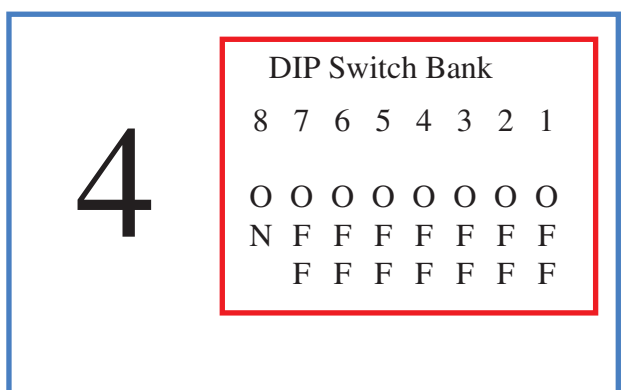 4
DIP Switch Bank
8 7 6 5 4 3 2 1
O O O O O O O O
N F F F F F F F
F F F F F F F